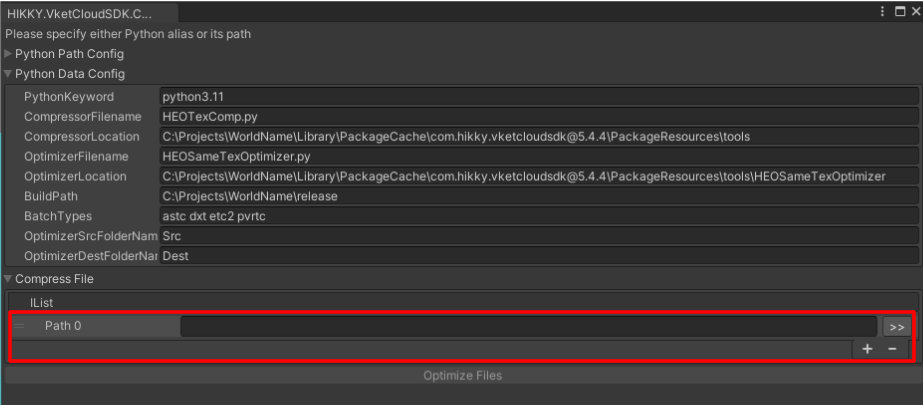 HIKKY.VketCloudSDK.C...
Please specify either Python alias or its path
Python Path Config
Python Data Config
PythonKeyword python3.11
CompressorFilename HEOTexComp.py
CompressorLocation C:\Projects\WorldName\Library\PackageCache\com.hikky.vketcloudsdk@5.4.4\PackageResources\tools
OptimizerFilename HEOSameTexOptimizer.py
OptimizerLocation C:\Projects\WorldName\Library\PackageCache\com.hikky.vketcloudsdk@5.4.4\PackageResources\tools\HEOSameTexOptimizer
BuildPath C:\Projects\WorldName\release
BatchTypes astc dxt etc2 pvrtc
OptimizerSrcFolderNam Src
OptimizerDestFolderNar Dest
Compress File
IList
Path 0 >>
+ −
Optimize Files